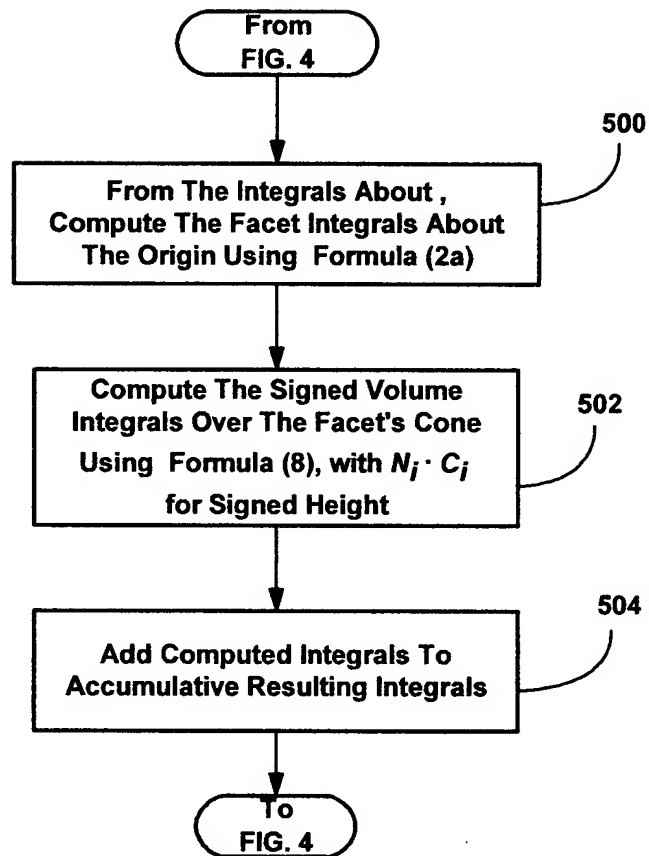 From
FIG. 4
500
From The Integrals About ,
Compute The Facet Integrals About
The Origin Using Formula (2a)
Compute The Signed Volume
Integrals Over The Facet's Cone
Using Formula (8), with Ni · Ci
for Signed Height
502
504
Add Computed Integrals To
Accumulative Resulting Integrals
To
FIG. 4